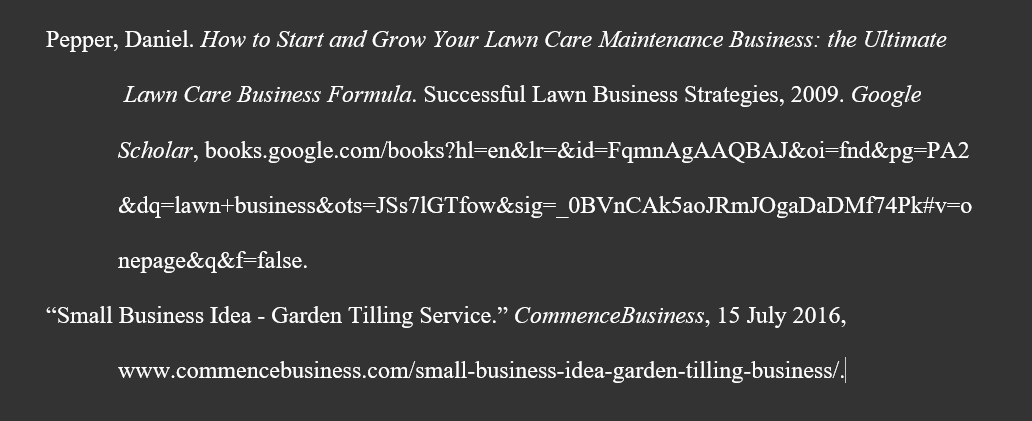 Pepper, Daniel. How to Start and Grow Your Lawn Care Maintenance Business: the Ultimate
Lawn Care Business Formula. Successful Lawn Business Strategies, 2009. Google
Scholar, books.google.com/books?hl=en&lr=&id=FqmnAgAAQBAJ&oi=fnd&pg=PA2
&dq=lawn+business&ots=JSs7lGTfow&sig=_0BVnCAk5aoJRmJOgaDaDMf74Pk#v=o
nepage&q&f=false.
“Small Business Idea - Garden Tilling Service.” CommenceBusiness, 15 July 2016,
www.commencebusiness.com/small-business-idea-garden-tilling-business/.